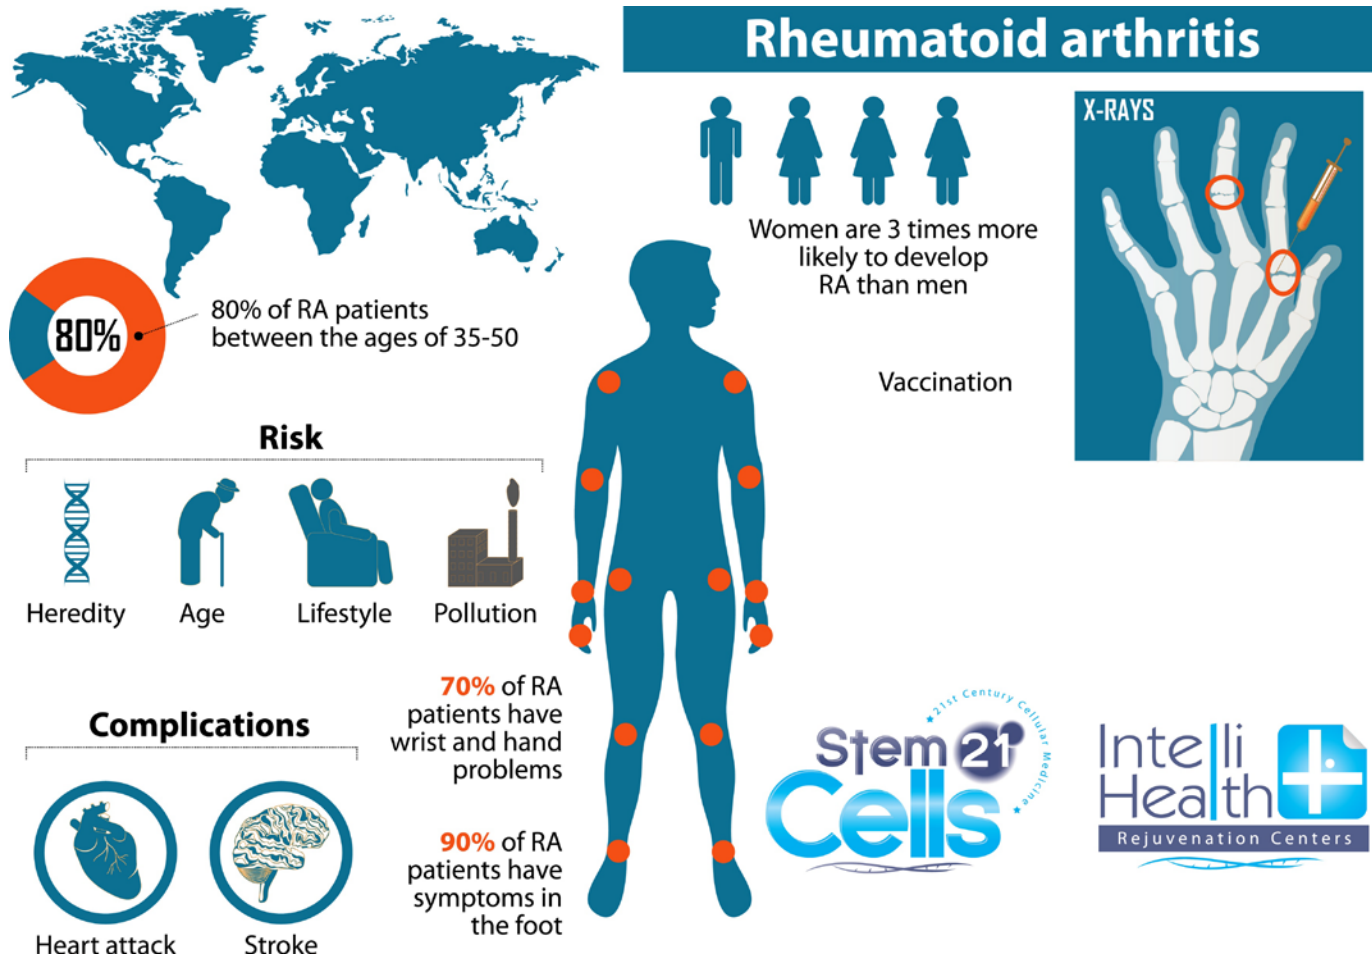 Rheumatoid arthritis
X-RAYS
Women are 3 times more
likely to develop
RA than men
80%
80% of RA patients
between the ages of 35-50
Vaccination
Risk
Heredity
Age
Lifestyle
Pollution
70% of RA
patients have
wrist and hand
problems
Complications
90% of RA
patients have
symptoms in
the foot
Heart attack
Stroke
21st Century Cellular Medicine
Stem 21
Cells
Intelli
Health
Rejuvenation Centers